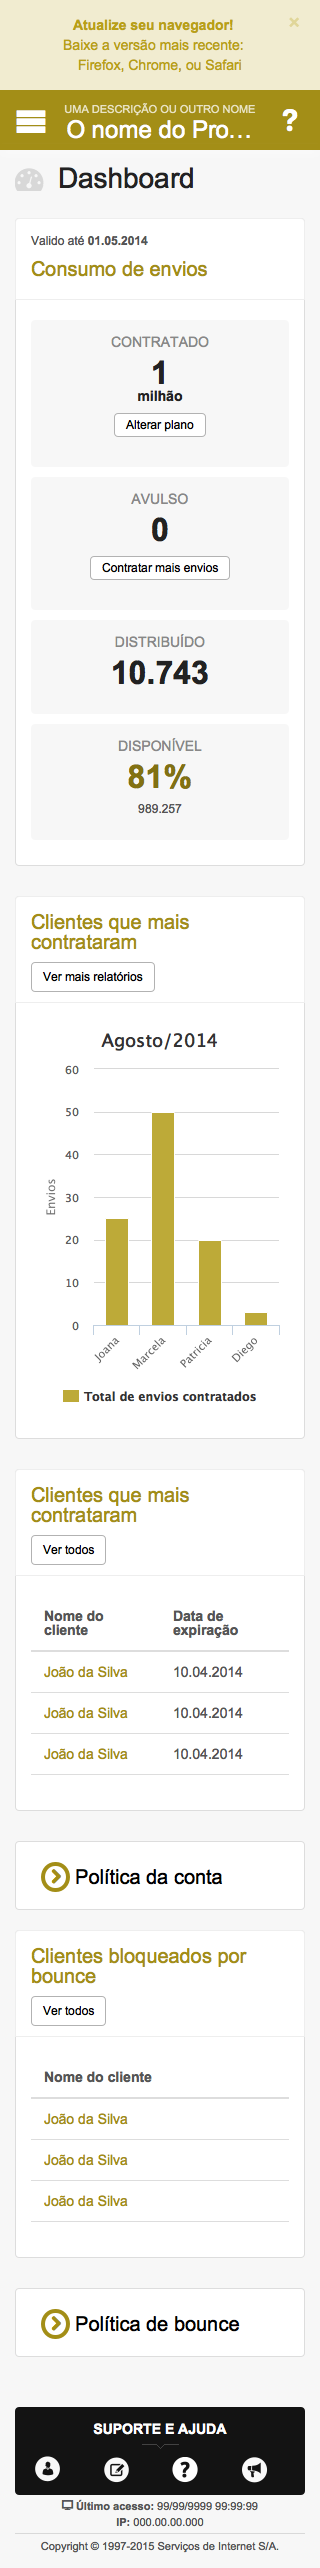 Atualize seu navegador!
×
Baixe a versão mais recente:
Firefox, Chrome, ou Safari
UMA DESCRIÇÃO OU OUTRO NOME
O nome do Pro...
?
Dashboard
Valido até 01.05.2014
Consumo de envios
CONTRATADO
1
milhão
Alterar plano
AVULSO
0
Contratar mais envios
DISTRIBUÍDO
10.743
DISPONÍVEL
81%
989.257
Clientes que mais
contrataram
Ver mais relatórios
Agosto/2014
60
50
40
30
20
10
0
Envios
Joana
Marcela
Patricia
Diego
Total de envios contratados
Clientes que mais
contrataram
Ver todos
Nome do cliente
Data de expiração
João da Silva 10.04.2014
João da Silva 10.04.2014
João da Silva 10.04.2014
Política da conta
Clientes bloqueados por
bounce
Ver todos
Nome do cliente
João da Silva
João da Silva
João da Silva
Política de bounce
SUPORTE E AJUDA
?
Último acesso: 99/99/9999 99:99:99
IP: 000.00.00.000
Copyright © 1997-2015 Serviços de Internet S/A.